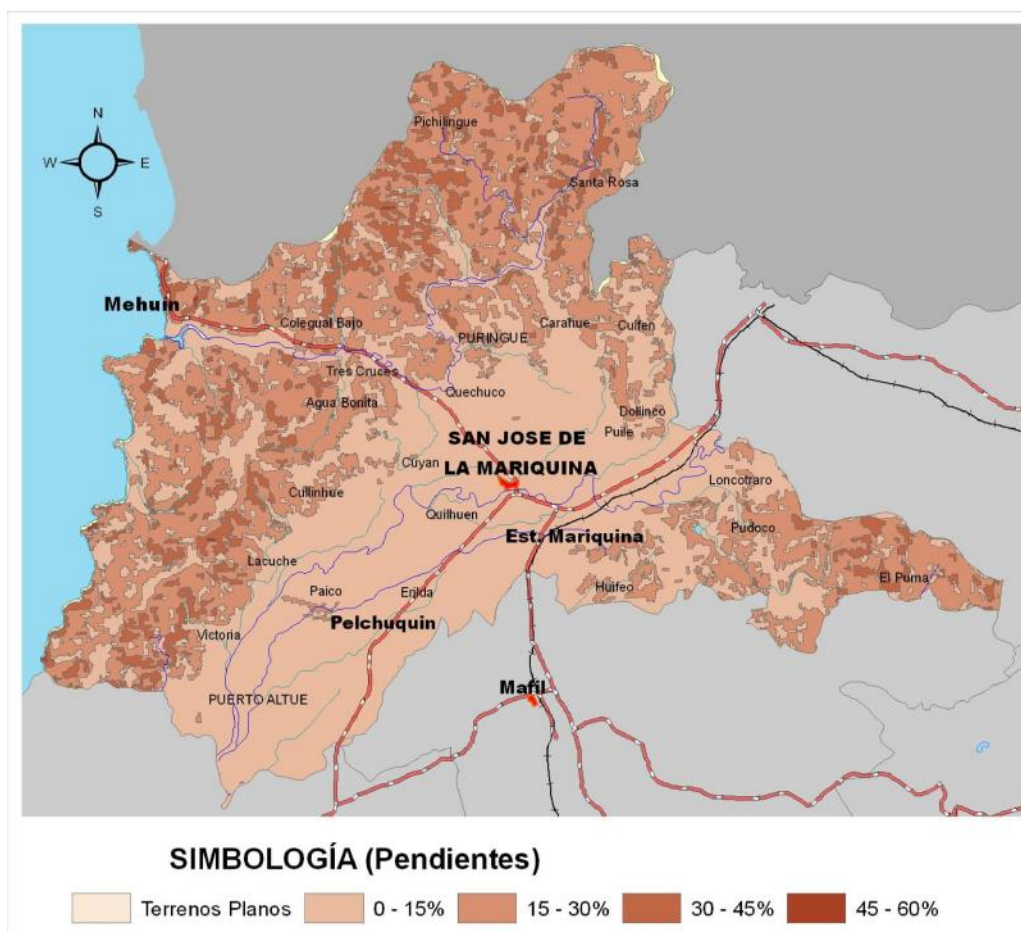 Pichilingue
N
W E
S
Santa Rosa
Mehuin
Colegual Bajo
PURINGUE
Carahue
Cuifen
Tres Cruces
Quechuco
Agua Bonita
Dollinco
SAN JOSE DE
LA MARIQUINA
Puile
Cuyan
Cullinhue
Loncotraro
Quilhuen
Pudoco
Est. Mariquina
Lacuche
El Puma
Huifeo
Paico
Erilda
Pelchuquin
Victoria
Mafil
PUERTO ALTUE
SIMBOLOGÍA (Pendientes)
Terrenos Planos
0 - 15%
15 - 30%
30 - 45%
45 - 60%